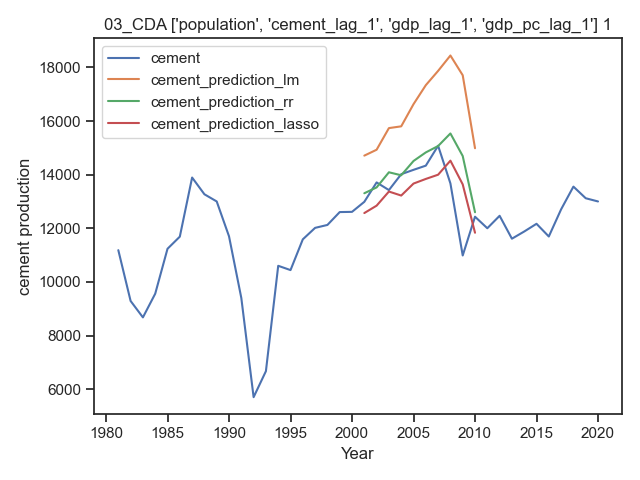 03_CDA ['population', 'cement_lag_1', 'gdp_lag_1', 'gdp_pc_lag_1'] 1
cement
cement_prediction_lm
cement_prediction_rr
cement_prediction_lasso
cement production
18000
16000
14000
12000
10000
8000
6000
1980 1985 1990 1995 2000 2005 2010 2015 2020
Year